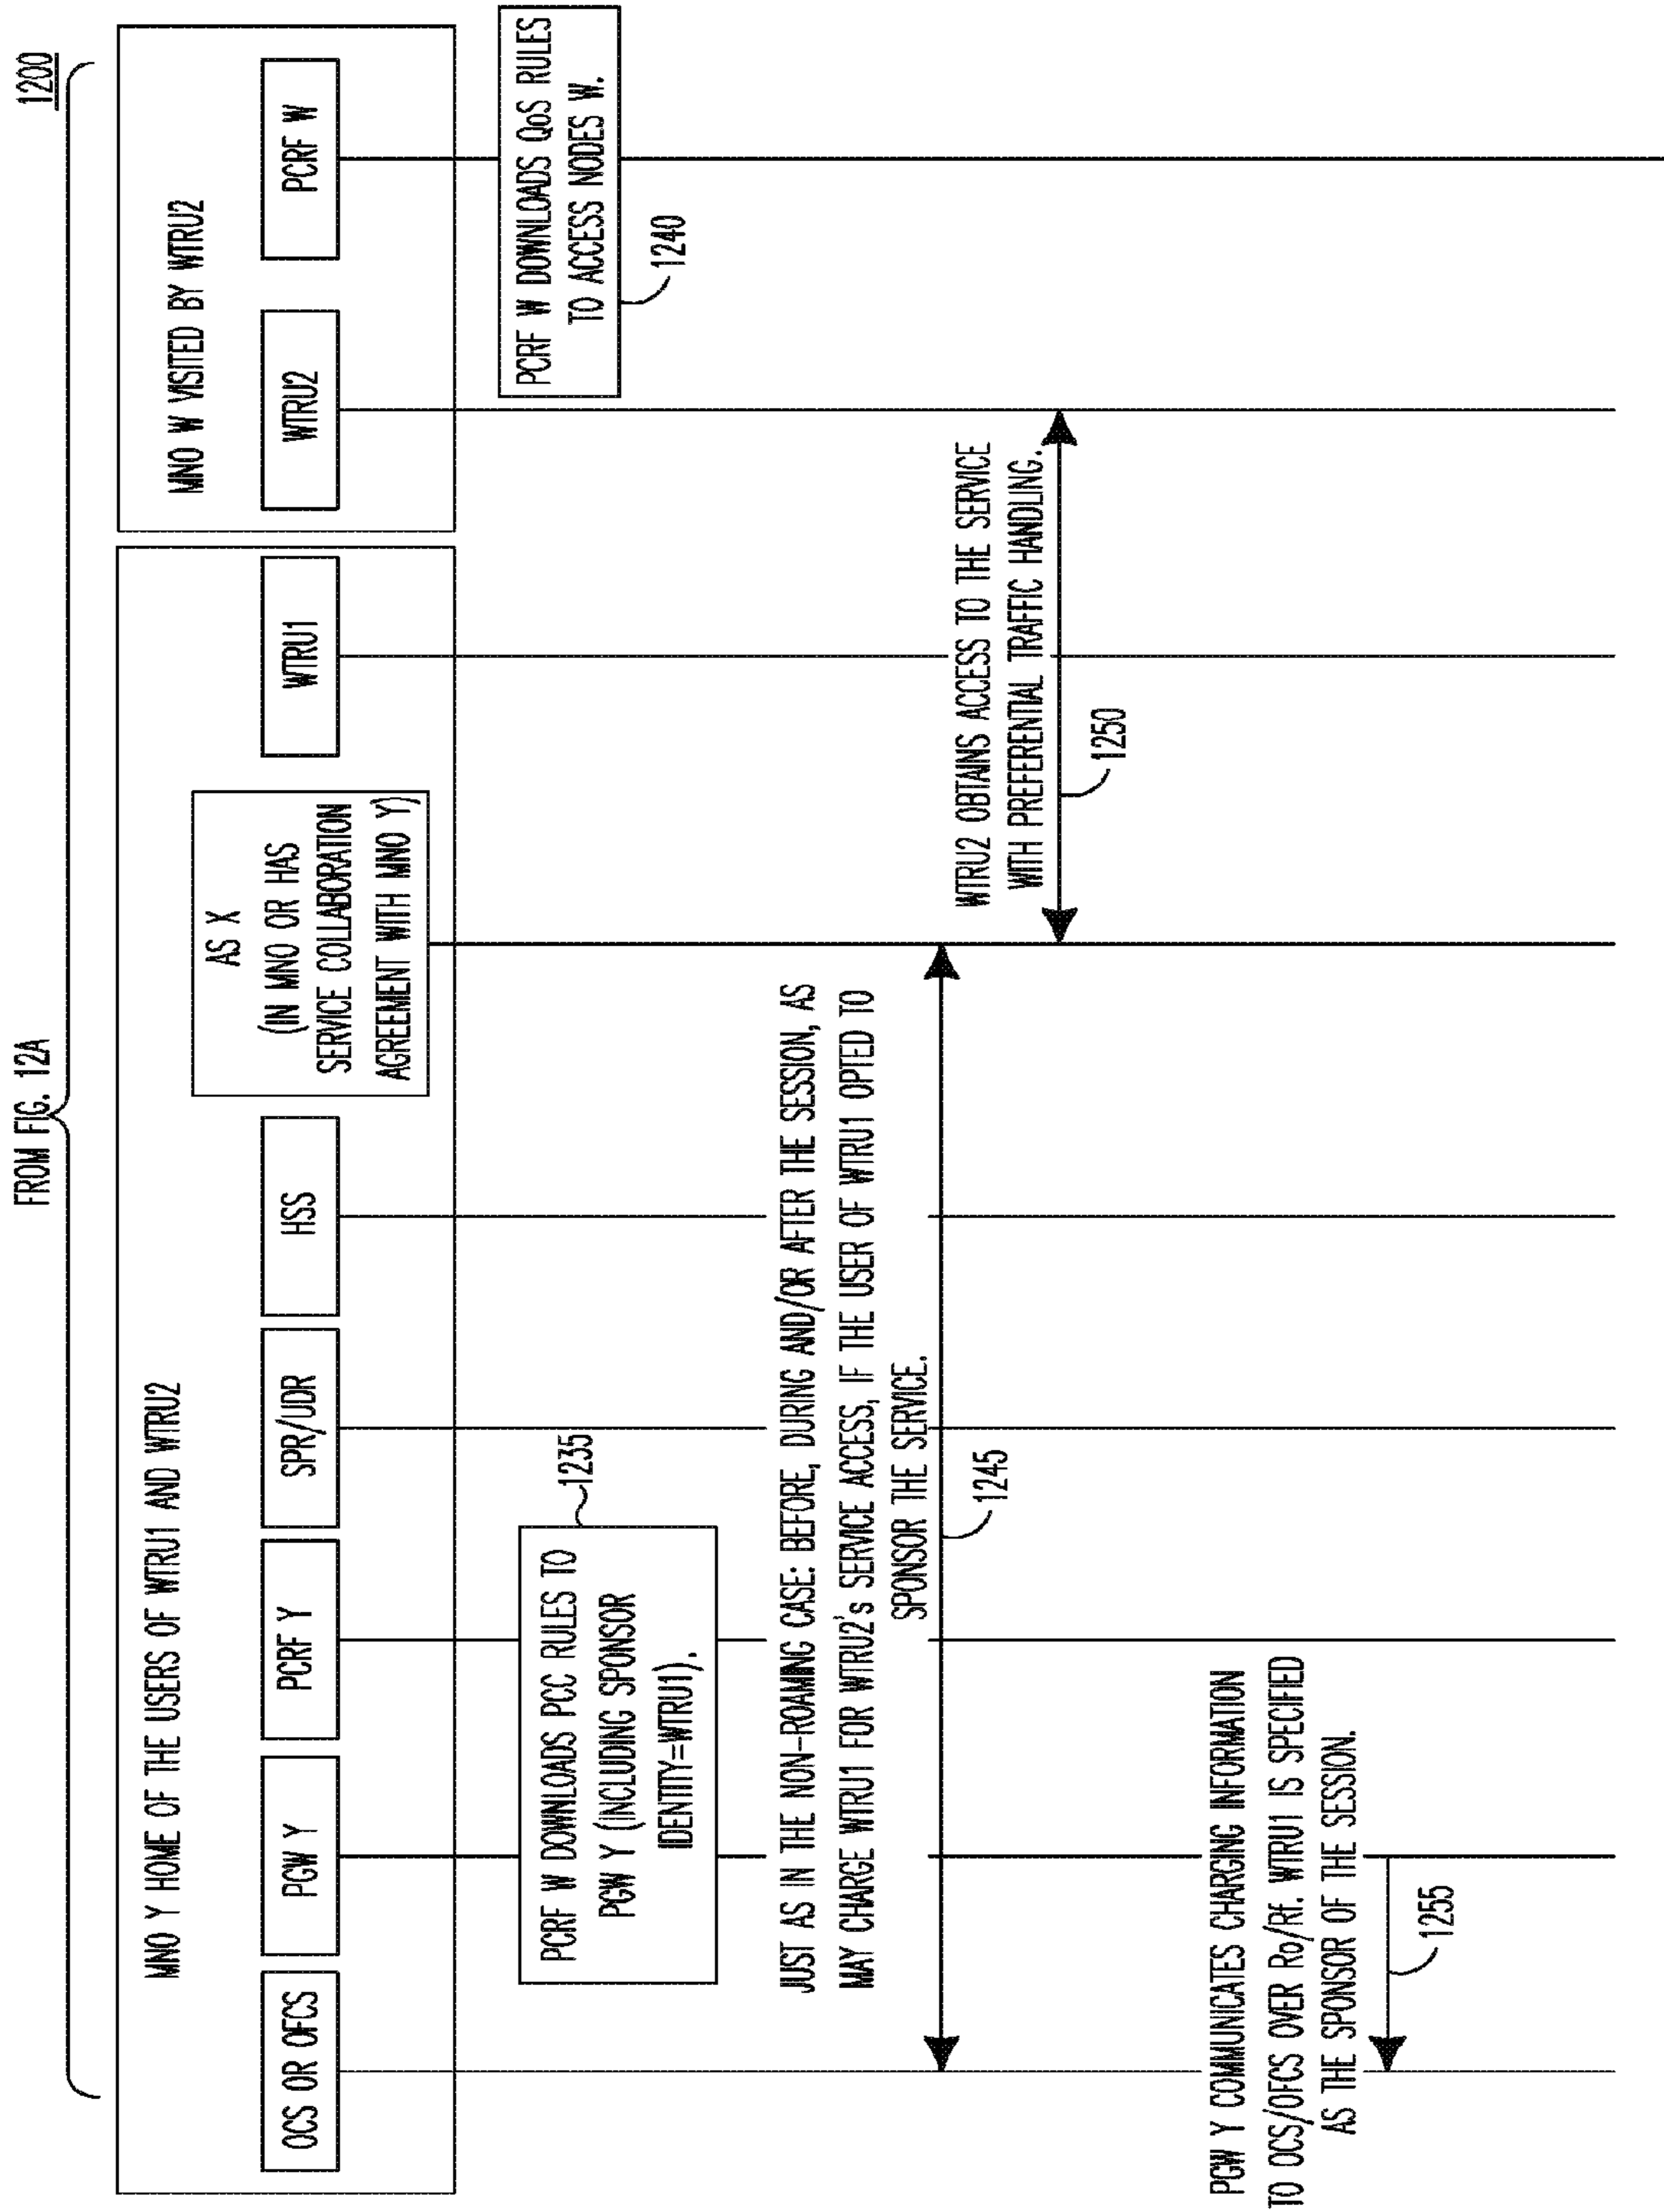 FROM FIG. 12A
1200
MNO Y HOME OF THE USERS OF WTRU1 AND WTRU2
MNO W VISITED BY WTRU2
OCS OR OFCS
PGW Y
PCRF Y
SPR/UDR
HSS
AS X
(IN MNO OR HAS
SERVICE COLLABORATION
AGREEMENT WITH MNO Y)
WTRU1
WTRU2
PCRF W
PCRF W DOWNLOADS PCC RULES TO
PGW Y (INCLUDING SPONSOR
IDENTITY=WTRU1).
1235
PCRF W DOWNLOADS QoS RULES
TO ACCESS NODES W.
1240
JUST AS IN THE NON-ROAMING CASE: BEFORE, DURING AND/OR AFTER THE SESSION, AS
MAY CHARGE WTRU1 FOR WTRU2's SERVICE ACCESS, IF THE USER OF WTRU1 OPTED TO
SPONSOR THE SERVICE.
1245
WTRU2 OBTAINS ACCESS TO THE SERVICE
WITH PREFERENTIAL TRAFFIC HANDLING.
1250
PGW Y COMMUNICATES CHARGING INFORMATION
TO OCS/OFCS OVER Ro/Rf. WTRU1 IS SPECIFIED
AS THE SPONSOR OF THE SESSION.
1255